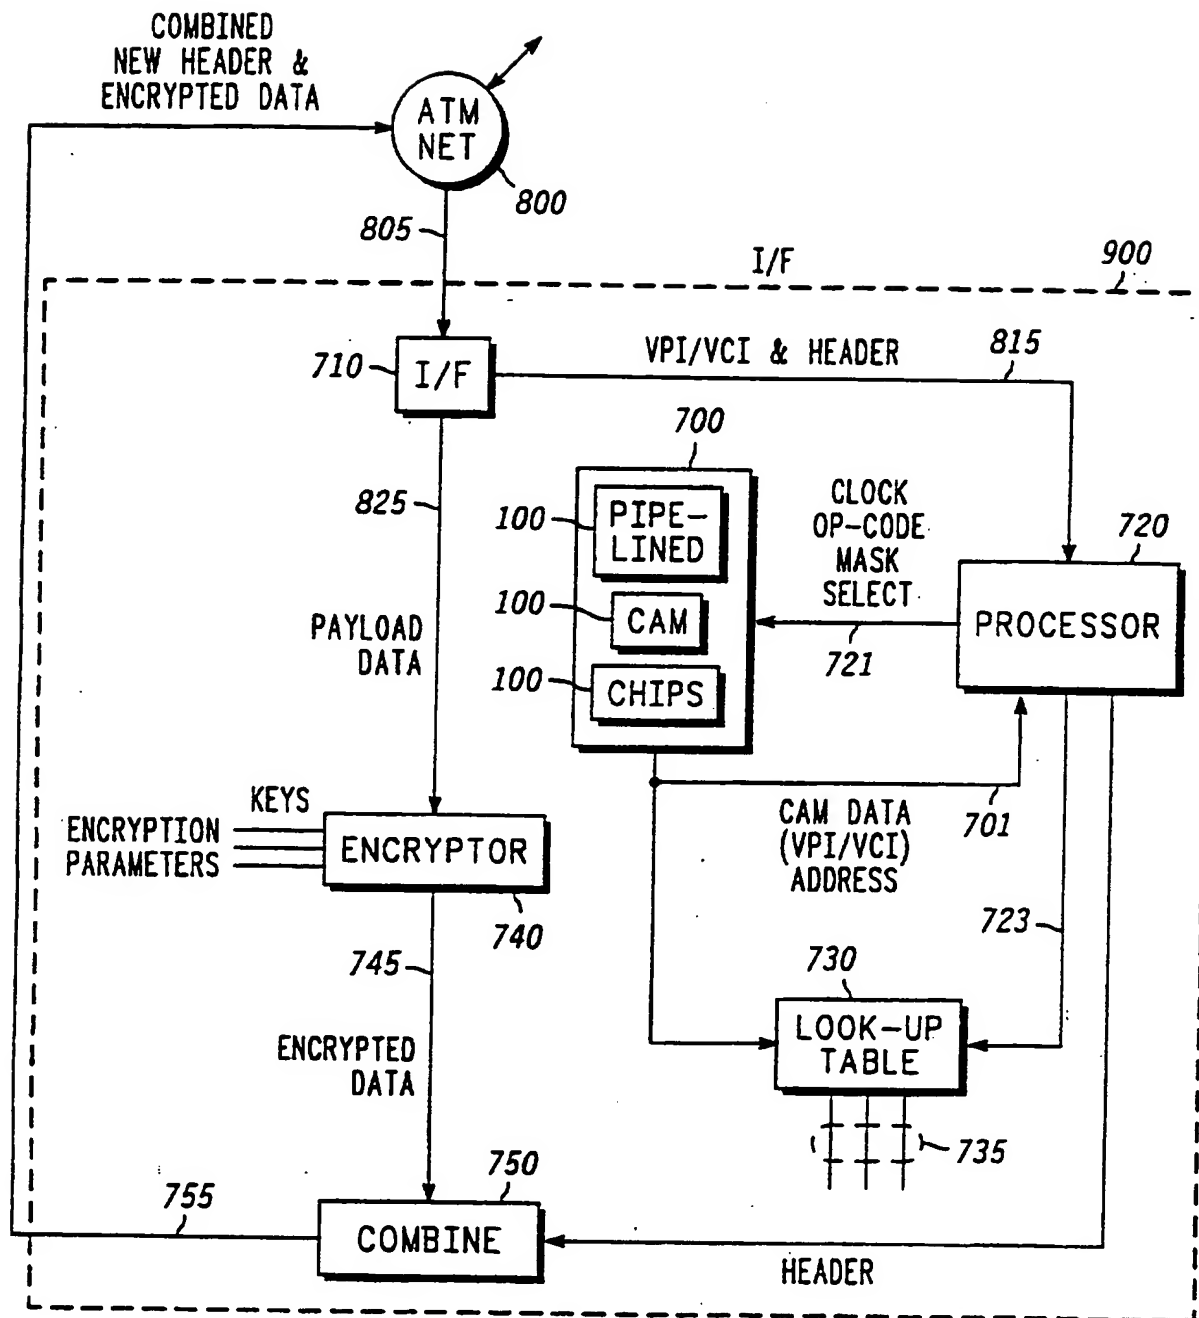 COMBINED
NEW HEADER &
ENCRYPTED DATA
ATM
NET
800
805
I/F
900
710
I/F
VPI/VCI & HEADER
815
700
825
100
PIPE-
LINED
CLOCK
OP-CODE
MASK
SELECT
720
100
CAM
PROCESSOR
PAYLOAD
DATA
721
100
CHIPS
KEYS
ENCRYPTION
PARAMETERS
ENCRYPTOR
740
CAM DATA
(VPI/VCI)
ADDRESS
701
723
745
730
LOOK-UP
TABLE
ENCRYPTED
DATA
735
750
755
COMBINE
HEADER